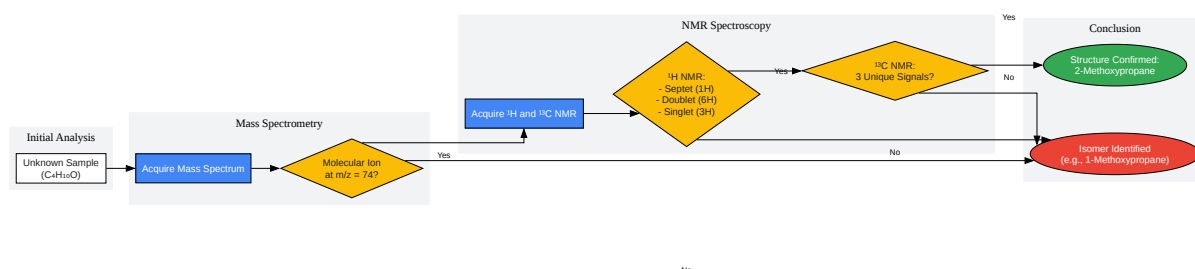 Initial Analysis
Unknown Sample
(C₄H₁₀O)
Mass Spectrometry
Acquire Mass Spectrum
Molecular Ion
at m/z = 74?
Yes
NMR Spectroscopy
Acquire ¹H and ¹³C NMR
¹H NMR:
- Septet (1H)
- Doublet (6H)
- Singlet (3H)
Yes
¹³C NMR:
3 Unique Signals?
Yes
No
No
No
Conclusion
Structure Confirmed:
2-Methoxypropane
Isomer Identified
(e.g., 1-Methoxypropane)